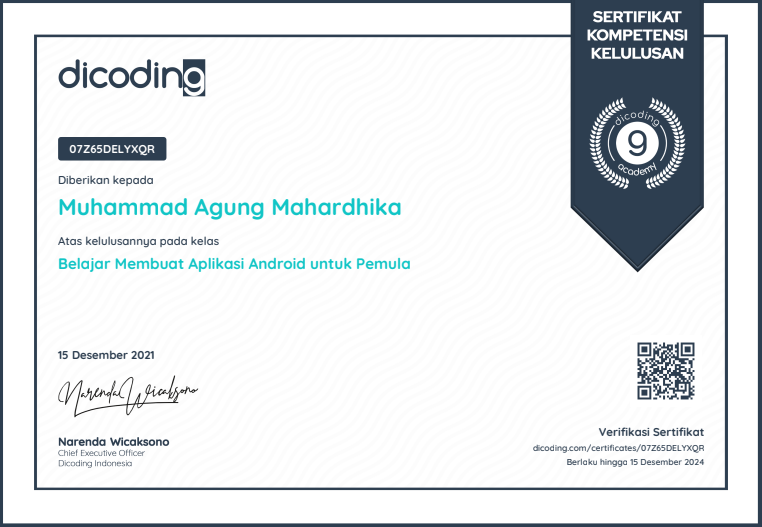 SERTIFIKAT
KOMPETENSI
KELULUSAN
dicoding
dicoding
g
academy
07Z65DELYXQR
Diberikan kepada
Muhammad Agung Mahardhika
Atas kelulusannya pada kelas
Belajar Membuat Aplikasi Android untuk Pemula
15 Desember 2021
Narenda Wicaksono
Narenda Wicaksono
Chief Executive Officer
Dicoding Indonesia
Verifikasi Sertifikat
dicoding.com/certificates/07Z65DELYXQR
Berlaku hingga 15 Desember 2024